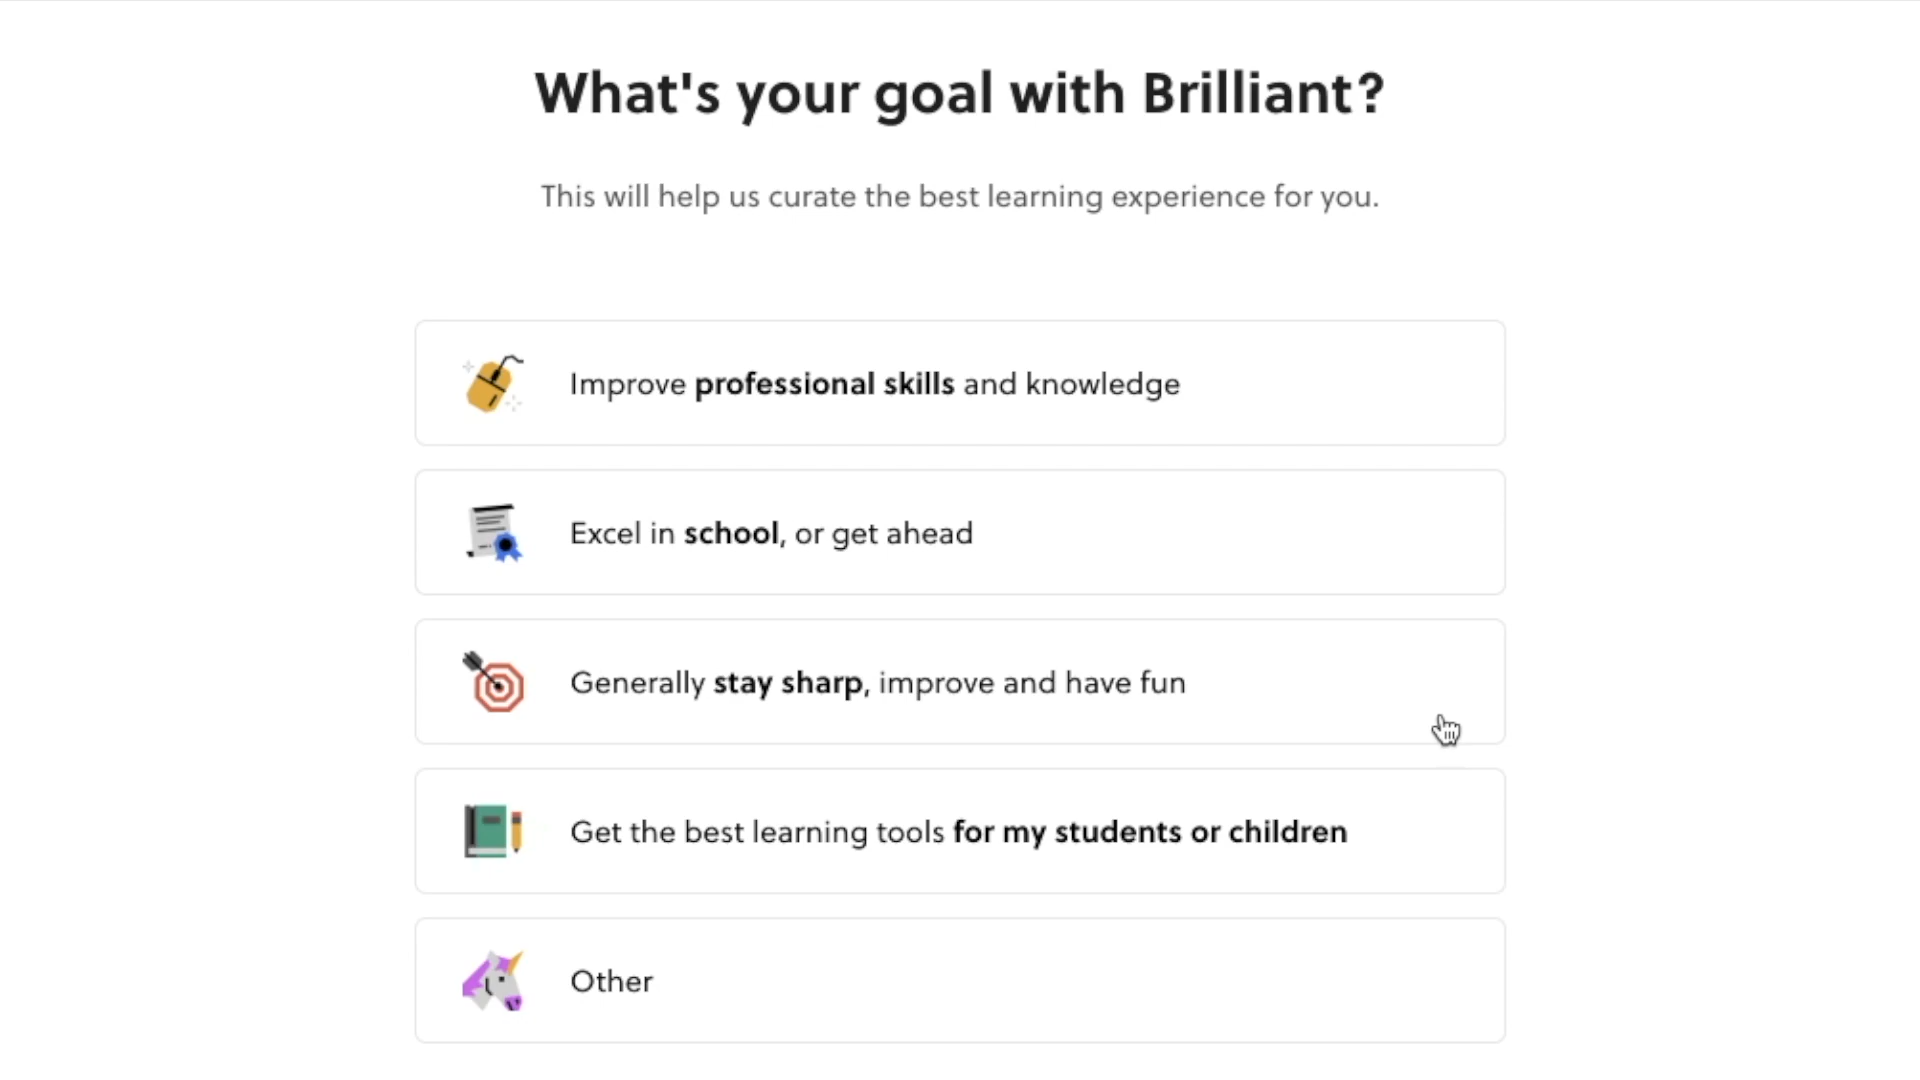 What's your goal with Brilliant?
This will help us curate the best learning experience for you.
Improve professional skills and knowledge
Excel in school, or get ahead
Generally stay sharp, improve and have fun
Get the best learning tools for my students or children
Other